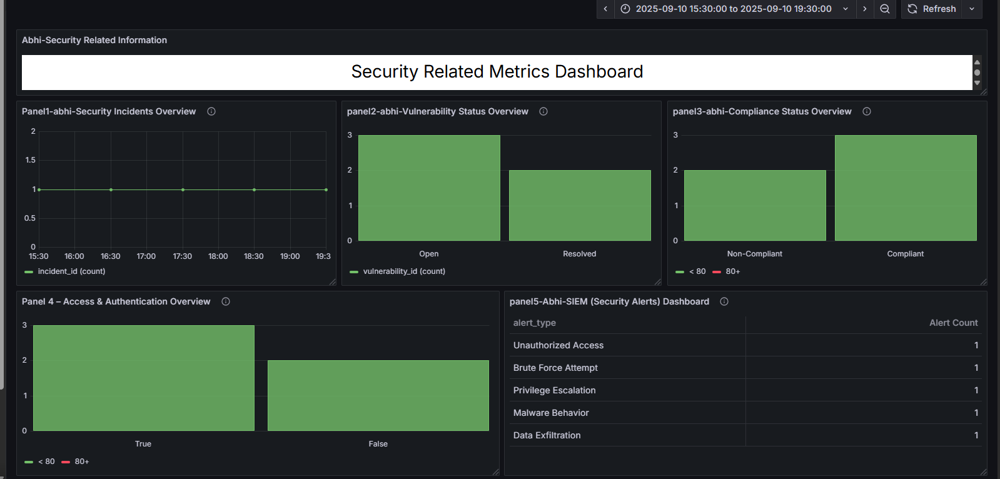 2025-09-10 15:30:00 to 2025-09-10 19:30:00
Refresh
Abhi-Security Related Information
Security Related Metrics Dashboard
Panel1-abhi-Security Incidents Overview
2
1.5
1
0.5
0
15:30 16:00 16:30 17:00 17:30 18:00 18:30 19:00 19:3
incident_id (count)
panel2-abhi-Vulnerability Status Overview
3
2
1
0
Open Resolved
vulnerability_id (count)
panel3-abhi-Compliance Status Overview
3
2
1
0
Non-Compliant Compliant
< 80 80+
Panel 4 – Access & Authentication Overview
3
2
1
0
True False
< 80 80+
panel5-Abhi-SIEM (Security Alerts) Dashboard
alert_type Alert Count
Unauthorized Access 1
Brute Force Attempt 1
Privilege Escalation 1
Malware Behavior 1
Data Exfiltration 1